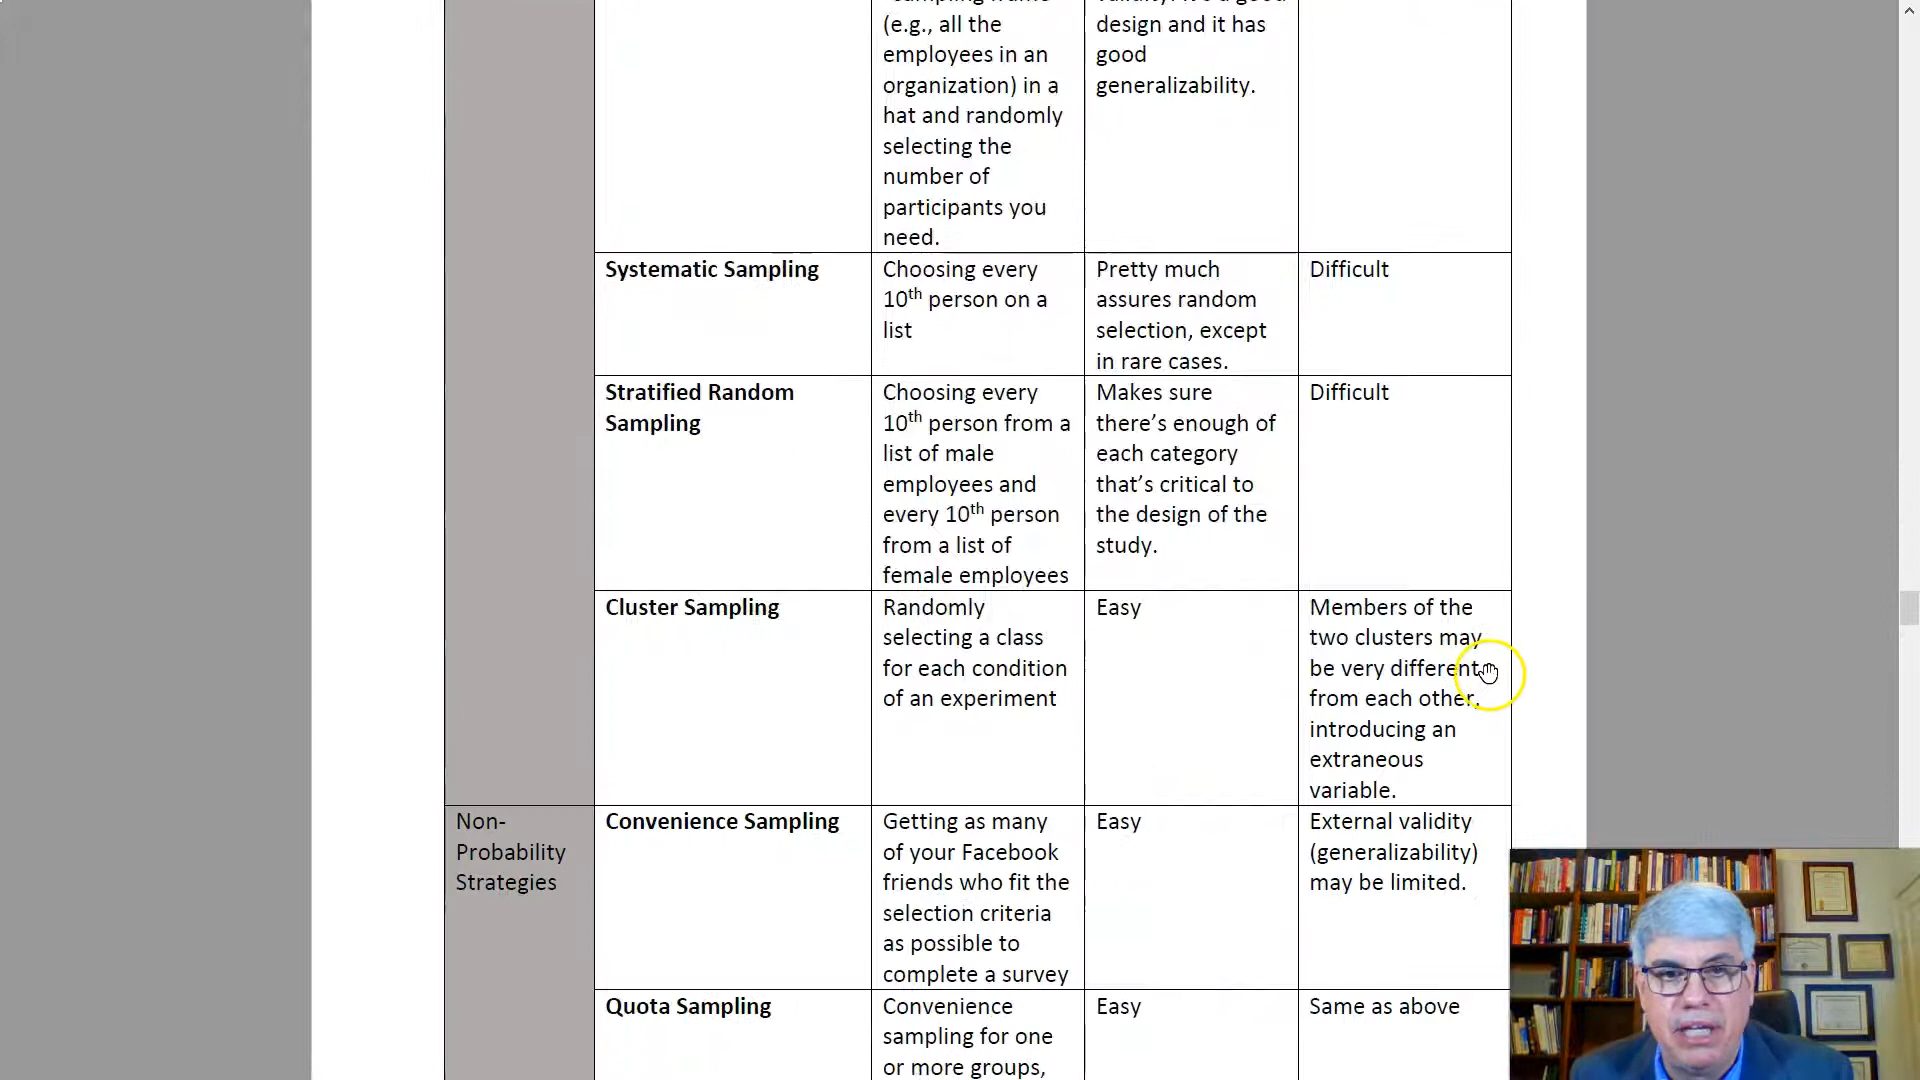 (e.g., all the
employees in an
organization) in a
hat and randomly
selecting the
number of
participants you
need.
design and it has
good
generalizability.
Systematic Sampling
Choosing every
10th person on a
list
Pretty much
assures random
selection, except
in rare cases.
Difficult
Stratified Random
Sampling
Choosing every
10th person from a
list of male
employees and
every 10th person
from a list of
female employees
Makes sure
there's enough of
each category
that's critical to
the design of the
study.
Difficult
Cluster Sampling
Randomly
selecting a class
for each condition
of an experiment
Easy
Members of the
two clusters may
be very different
from each other,
introducing an
extraneous
variable.
Non-
Probability
Strategies
Convenience Sampling
Getting as many
of your Facebook
friends who fit the
selection criteria
as possible to
complete a survey
Easy
External validity
(generalizability)
may be limited.
Quota Sampling
Convenience
sampling for one
or more groups,
Easy
Same as above